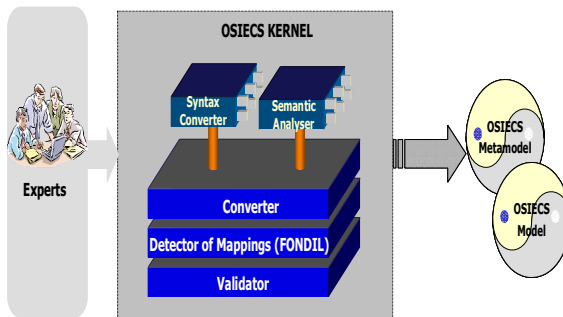 OSIECS KERNEL
Syntax
Converter
Semantic
Analyser
Experts
Converter
Detector of Mappings (FONDIL)
Validator
OSIECS
Metamodel
OSIECS
Model